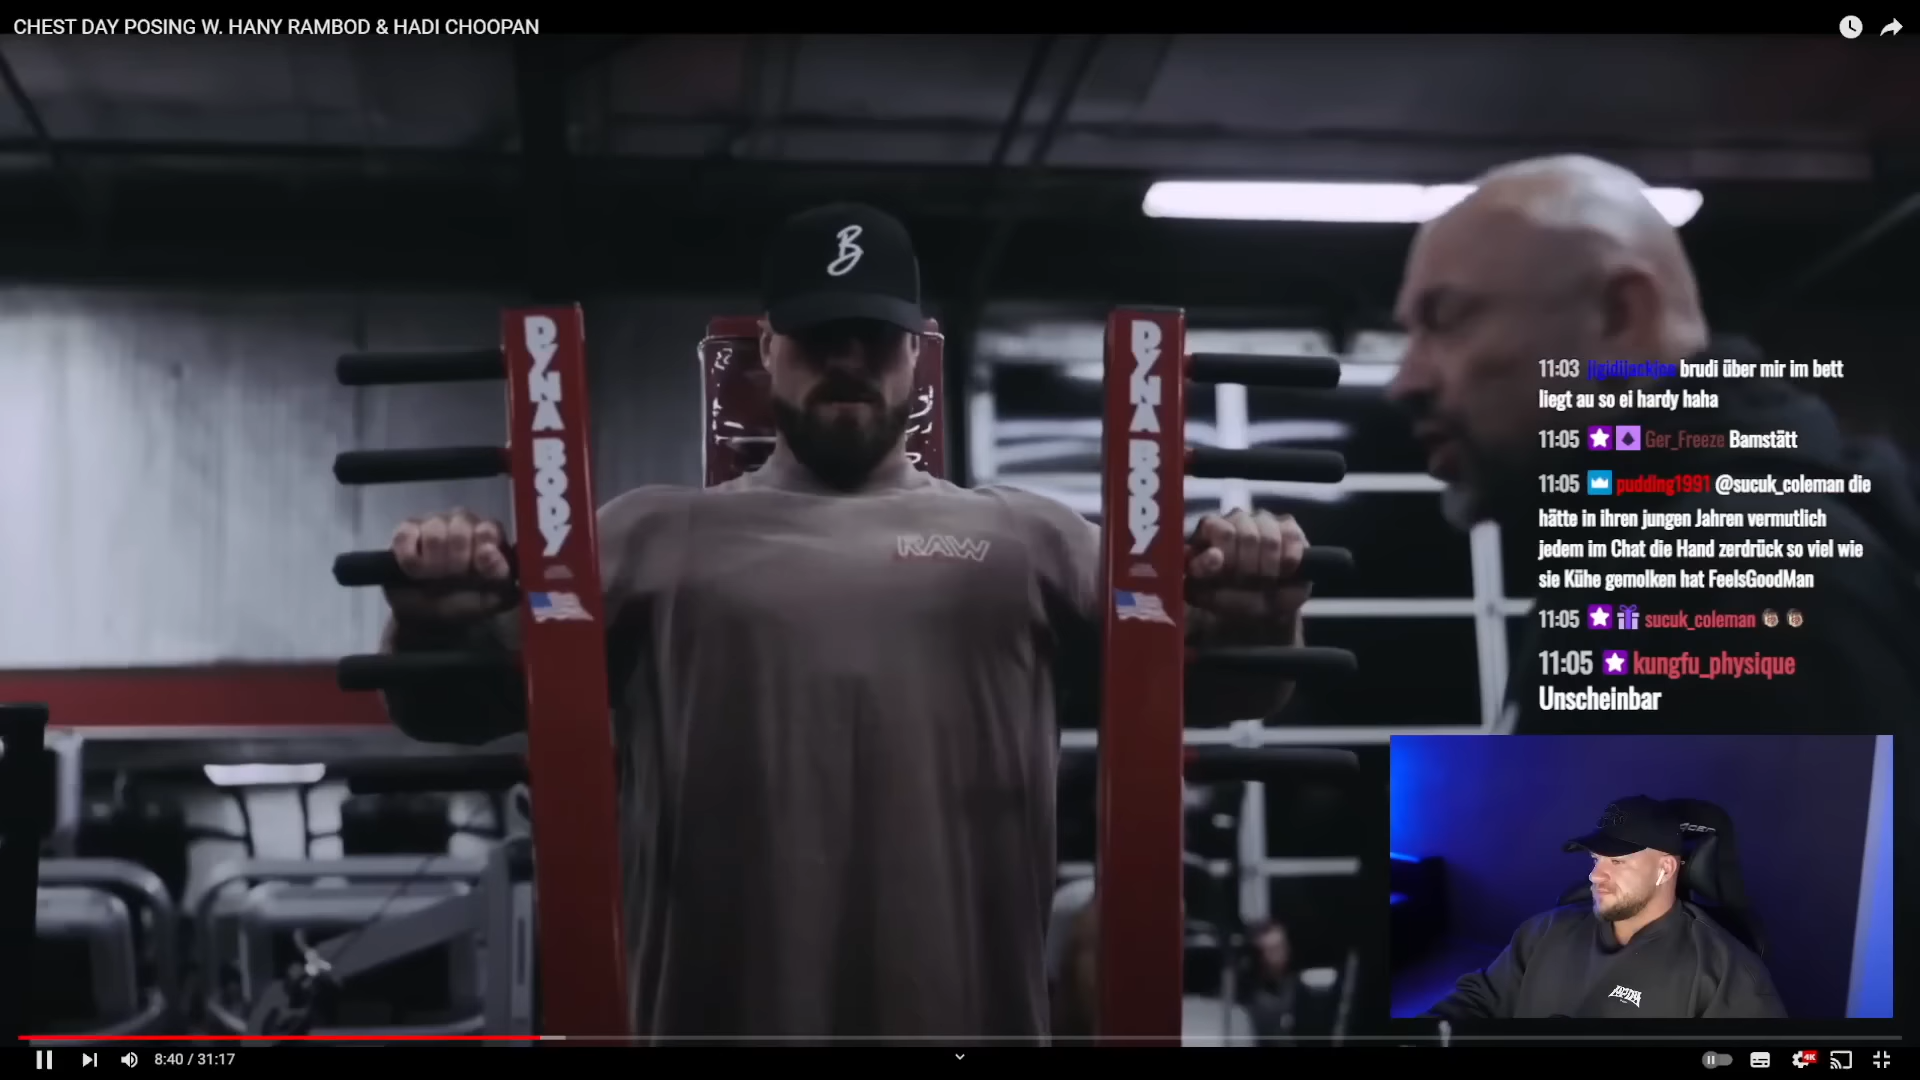 CHEST DAY POSING W. HANY RAMBOD & HADI CHOOPAN
B
DYNA BODY
DYNA BODY
RAW
11:03 jigidijackjoe brudi über mir im bett
liegt au so ei hardy haha
11:05 Ger_Freeze Bamstätt
11:05 pudding1991 @sucuk_coleman die
hätte in ihren jungen Jahren vermutlich
jedem im Chat die Hand zerdrück so viel wie
sie Kühe gemolken hat FeelsGoodMan
11:05 sucuk_coleman
11:05 kungfu_physique
Unscheinbar
8:40 / 31:17
4K